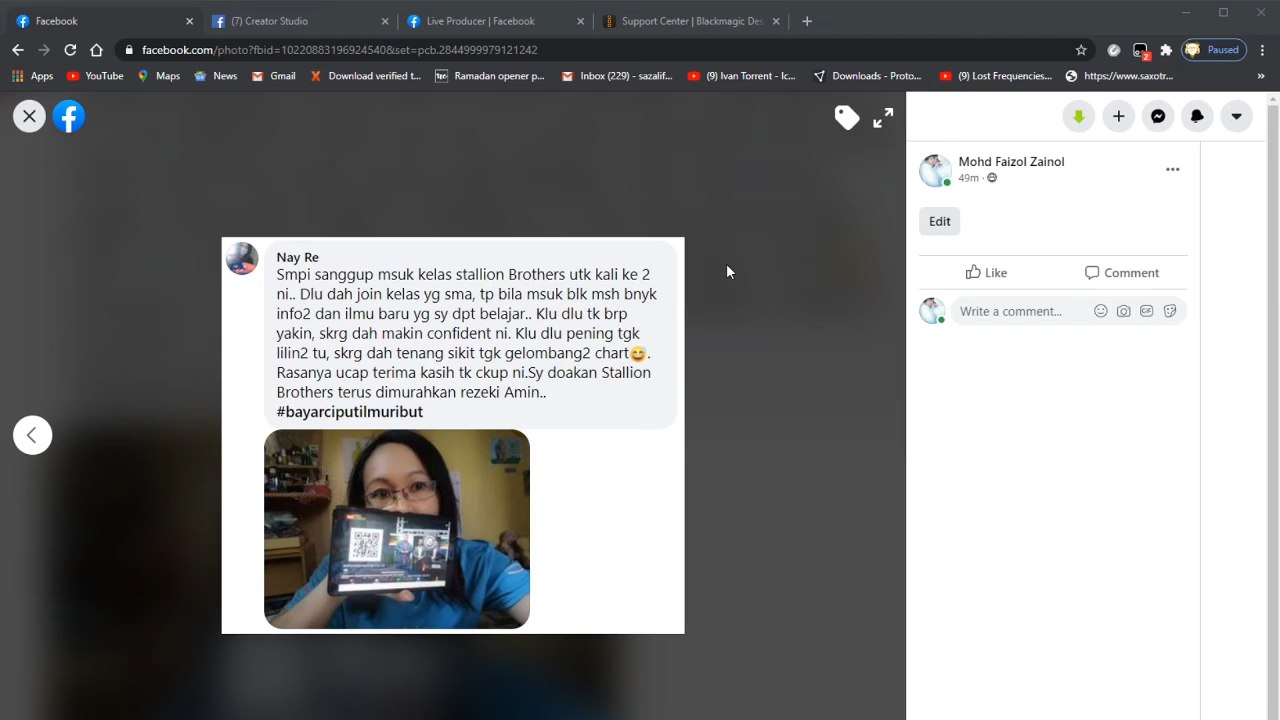 Facebook
(7) Creator Studio
Live Producer | Facebook
Support Center | Blackmagic Des
facebook.com/photo?fbid=10220883196924540&set=pcb.2844999979121242
2
Paused
Apps
YouTube
Maps
News
Gmail
Download verified t...
Ramadan opener p...
Inbox (229) - sazalif...
(9) Ivan Torrent - Ic...
Downloads - Proto...
(9) Lost Frequencies...
https://www.saxotr...
»
Mohd Faizol Zainol
49m ·
Edit
Like
Comment
Write a comment...
GIF
Nay Re
Smpi sanggup msuk kelas stallion Brothers utk kali ke 2
ni.. Dlu dah join kelas yg sma, tp bila msuk blk msh bnyk
info2 dan ilmu baru yg sy dpt belajar.. Klu dlu tk brp
yakin, skrg dah makin confident ni. Klu dlu pening tgk
lilin2 tu, skrg dah tenang sikit tgk gelombang2 chart😅.
Rasanya ucap terima kasih tk ckup ni.Sy doakan Stallion
Brothers terus dimurahkan rezeki Amin..
#bayarciputilmuribut